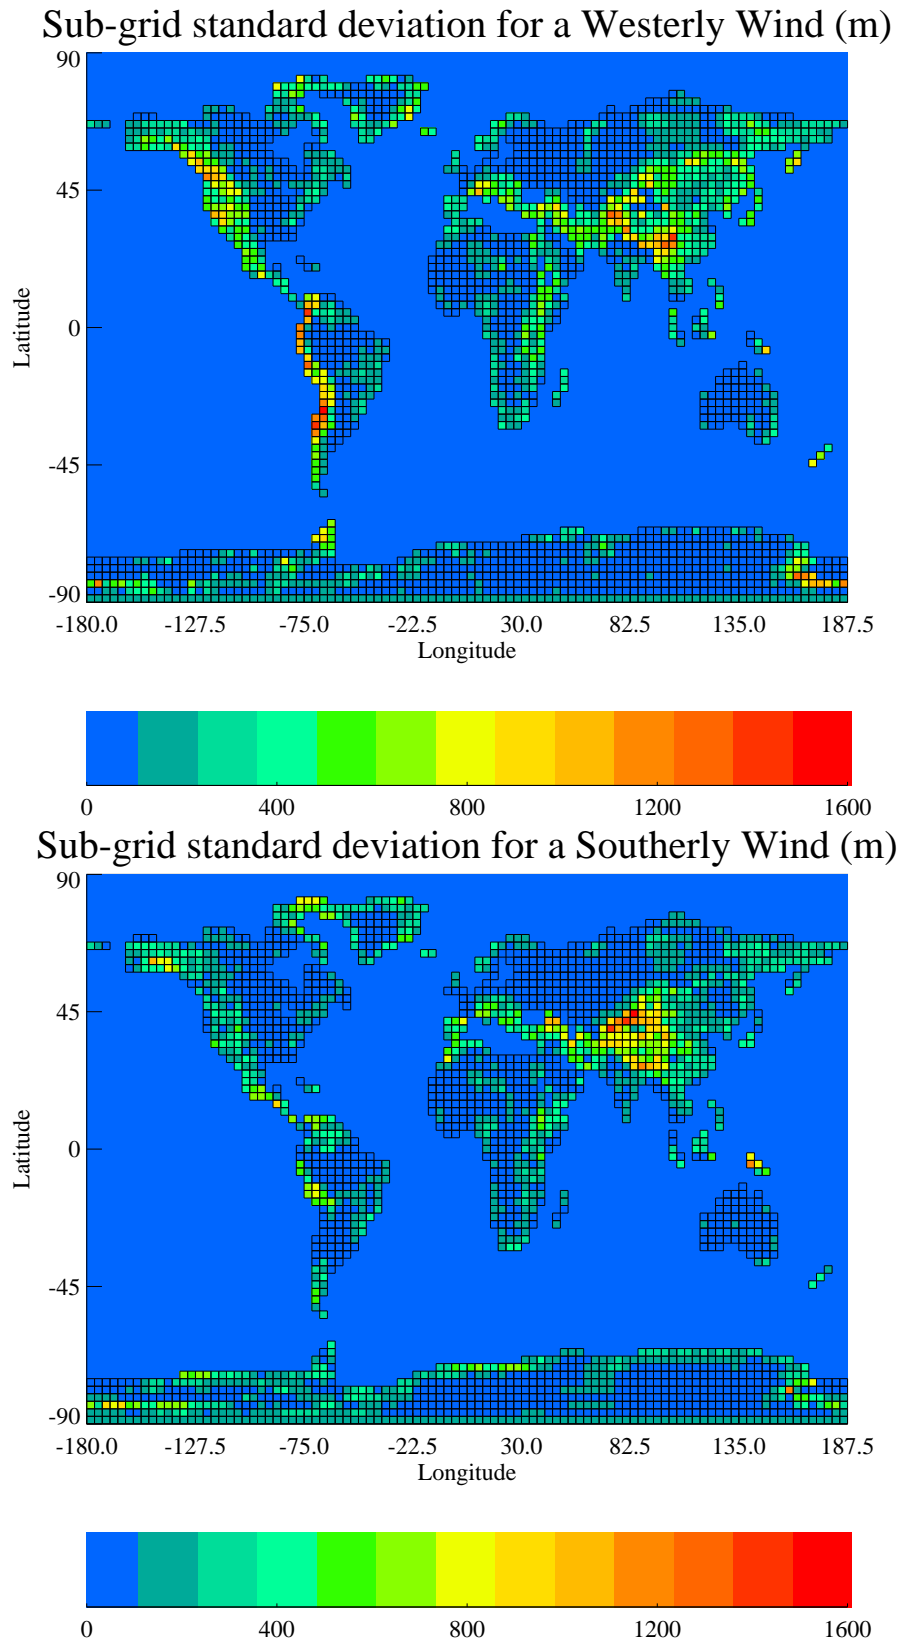 Sub-grid standard deviation for a Westerly Wind (m)
90
45
0
-45
-90
Latitude
-180.0 -127.5 -75.0 -22.5 30.0 82.5 135.0 187.5
Longitude
0 400 800 1200 1600
Sub-grid standard deviation for a Southerly Wind (m)
90
45
0
-45
-90
Latitude
-180.0 -127.5 -75.0 -22.5 30.0 82.5 135.0 187.5
Longitude
0 400 800 1200 1600